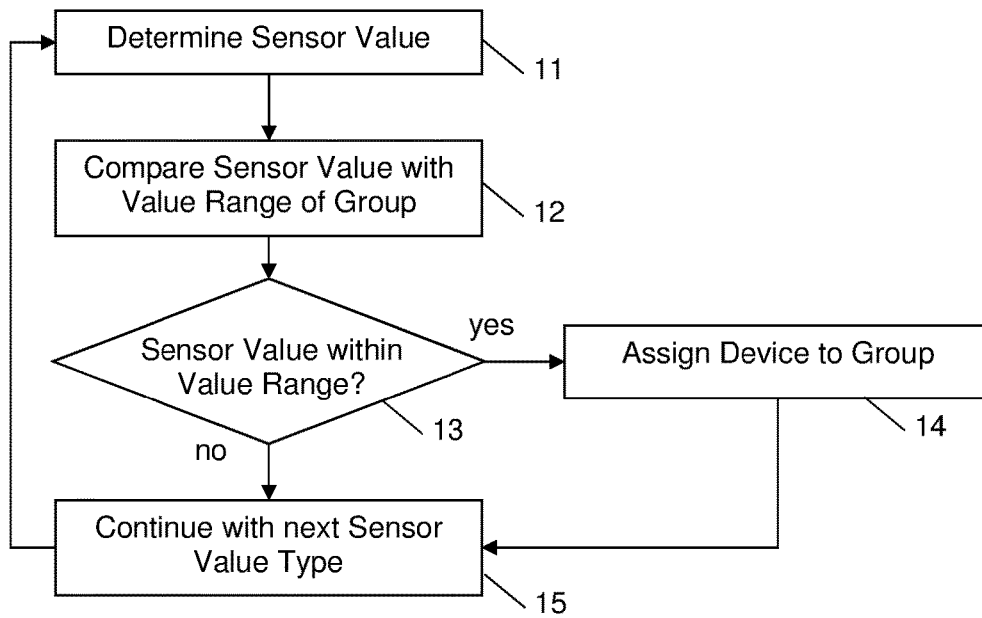 Determine Sensor Value
11
Compare Sensor Value with
Value Range of Group
12
Sensor Value within
Value Range?
13
yes
Assign Device to Group
14
no
Continue with next Sensor
Value Type
15